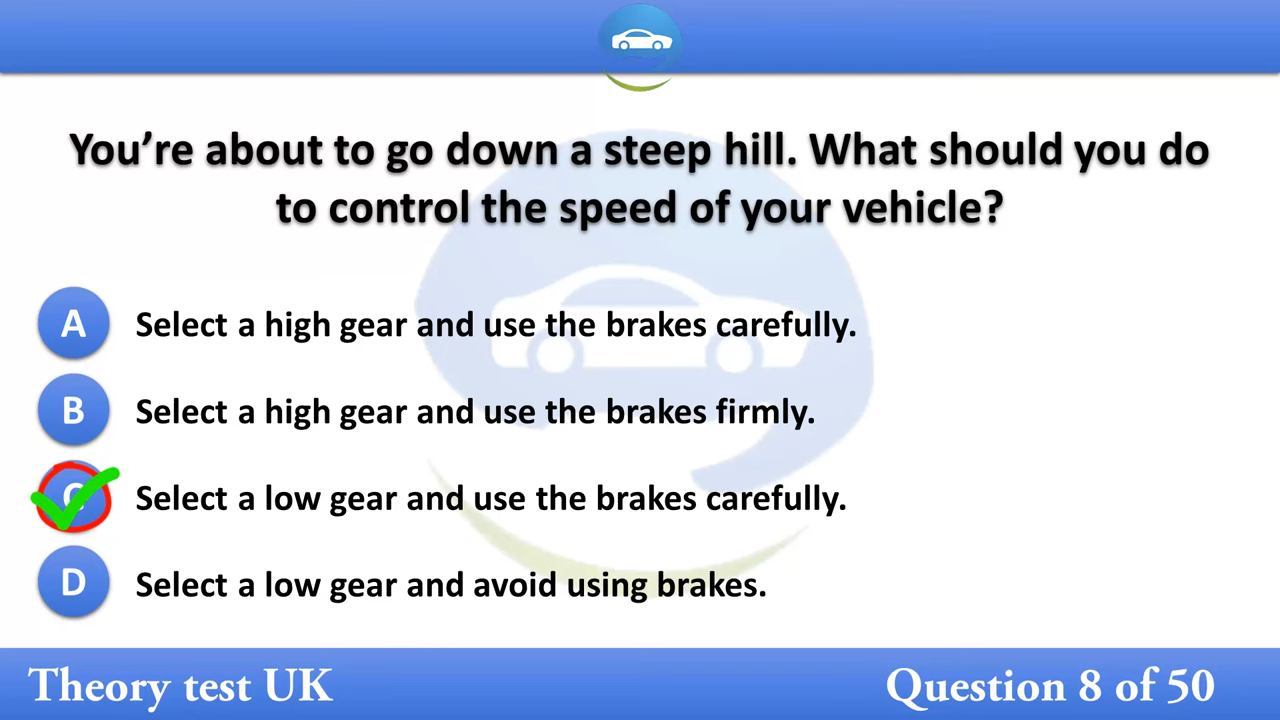 You’re about to go down a steep hill. What should you do
to control the speed of your vehicle?
A Select a high gear and use the brakes carefully.
B Select a high gear and use the brakes firmly.
C Select a low gear and use the brakes carefully.
D Select a low gear and avoid using brakes.
Theory test UK Question 8 of 50